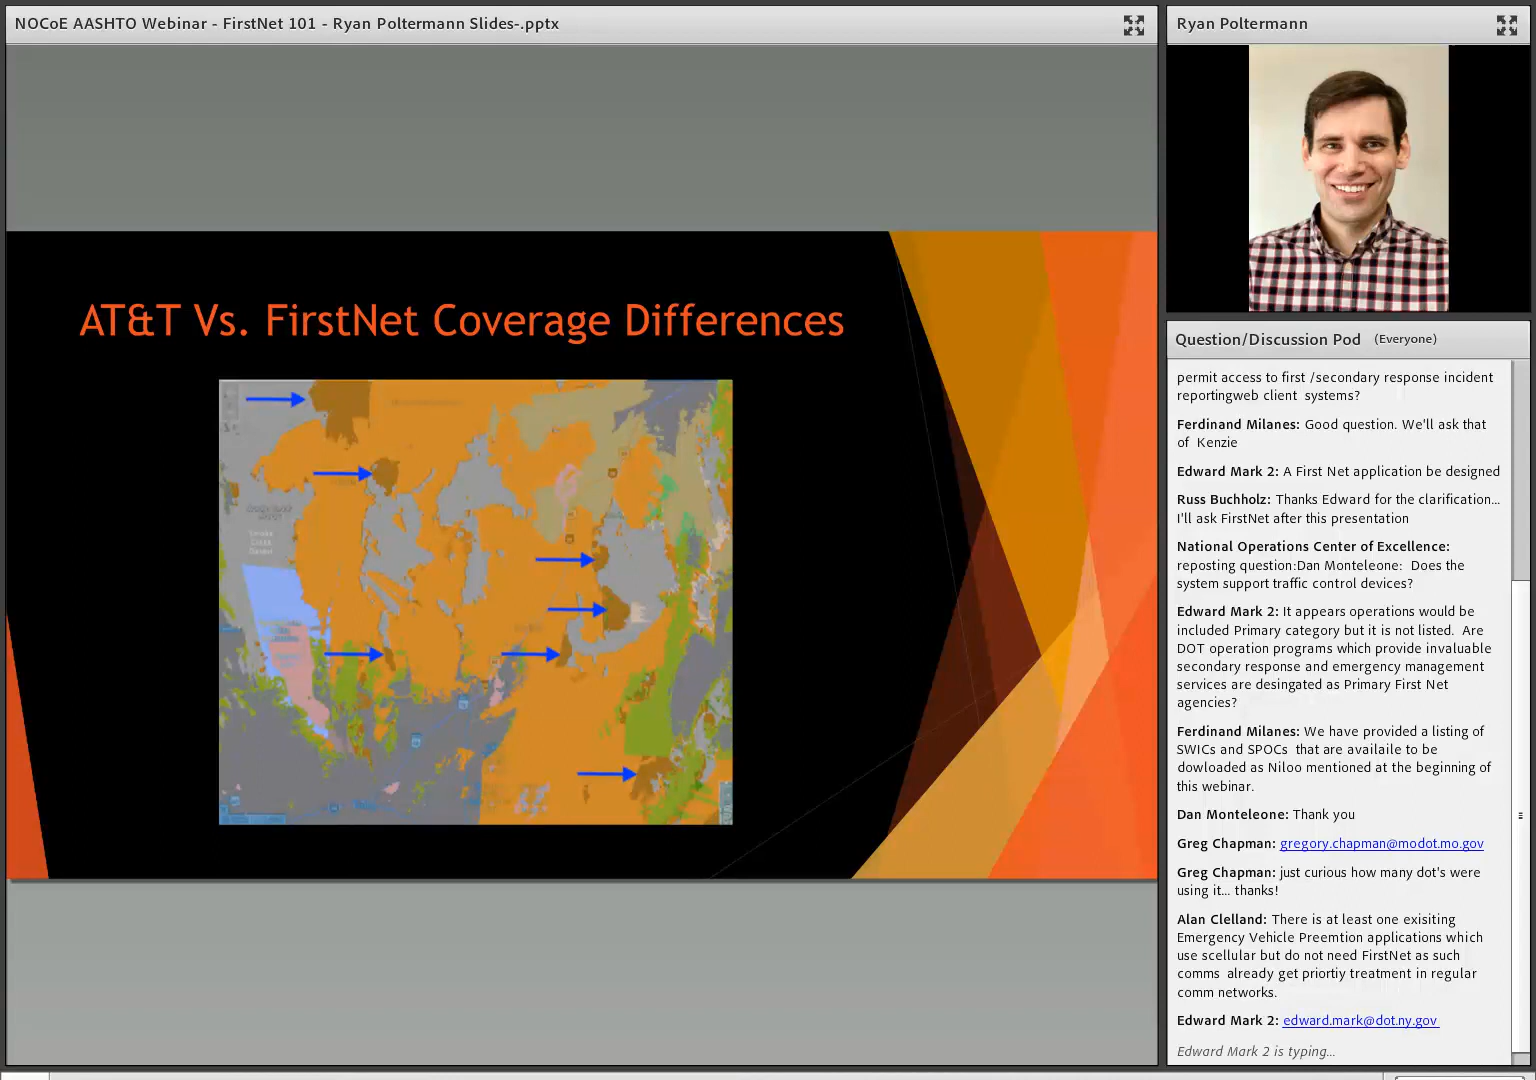 NOCoE AASHTO Webinar - FirstNet 101 - Ryan Poltermann Slides-.pptx
AT&T Vs. FirstNet Coverage Differences
Ryan Poltermann
Question/Discussion Pod (Everyone)
permit access to first /secondary response incident
reportingweb client systems?
Ferdinand Milanes: Good question. We'll ask that
of Kenzie
Edward Mark 2: A First Net application be designed
Russ Buchholz: Thanks Edward for the clarification...
I'll ask FirstNet after this presentation
National Operations Center of Excellence:
reposting question:Dan Monteleone: Does the
system support traffic control devices?
Edward Mark 2: It appears operations would be
included Primary category but it is not listed. Are
DOT operation programs which provide invaluable
secondary response and emergency management
services are desingated as Primary First Net
agencies?
Ferdinand Milanes: We have provided a listing of
SWICs and SPOCs that are availaile to be
dowloaded as Niloo mentioned at the beginning of
this webinar.
Dan Monteleone: Thank you
Greg Chapman: gregory.chapman@modot.mo.gov
Greg Chapman: just curious how many dot's were
using it... thanks!
Alan Clelland: There is at least one exisiting
Emergency Vehicle Preemtion applications which
use scellular but do not need FirstNet as such
comms already get priortiy treatment in regular
comm networks.
Edward Mark 2: edward.mark@dot.ny.gov
Edward Mark 2 is typing...